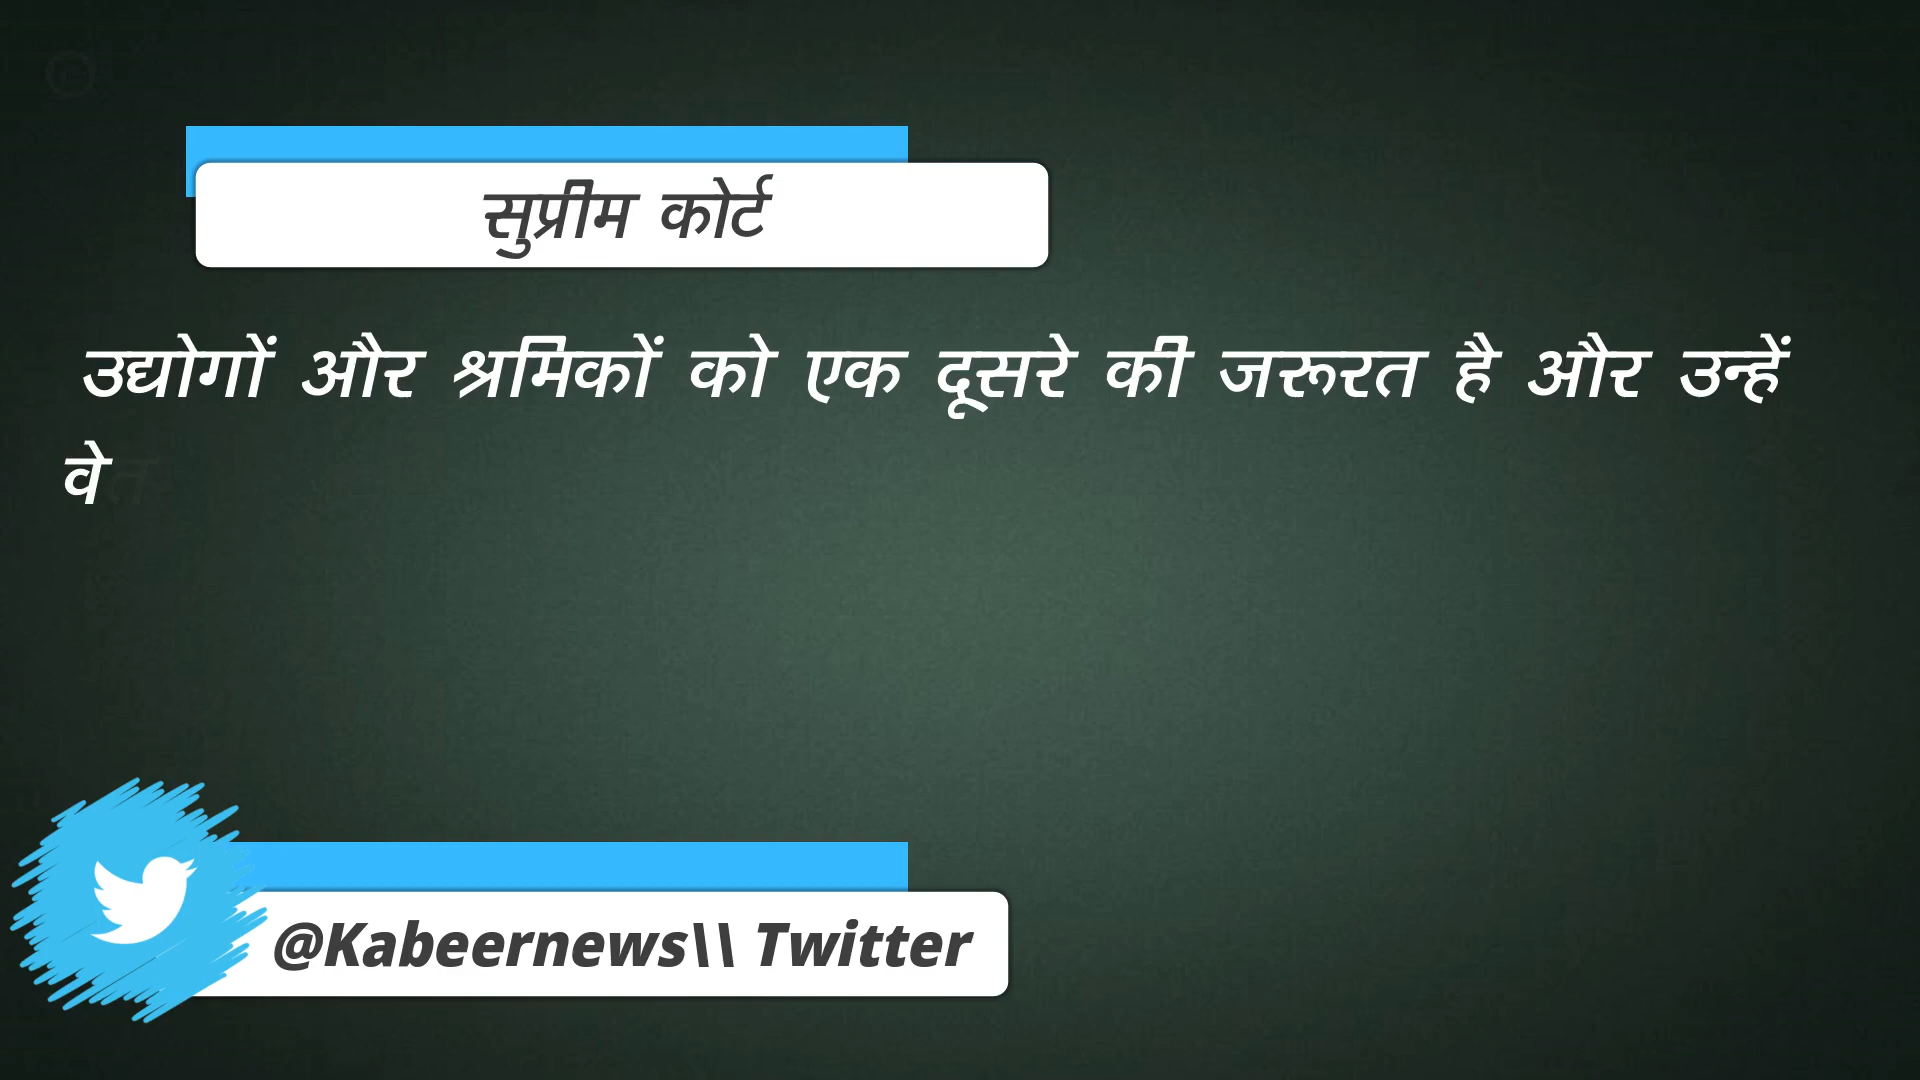 सुप्रीम कोर्ट
उद्योगों और श्रमिकों को एक दूसरे की जरूरत है और उन्हें
वेत
@Kabeernews\\ Twitter